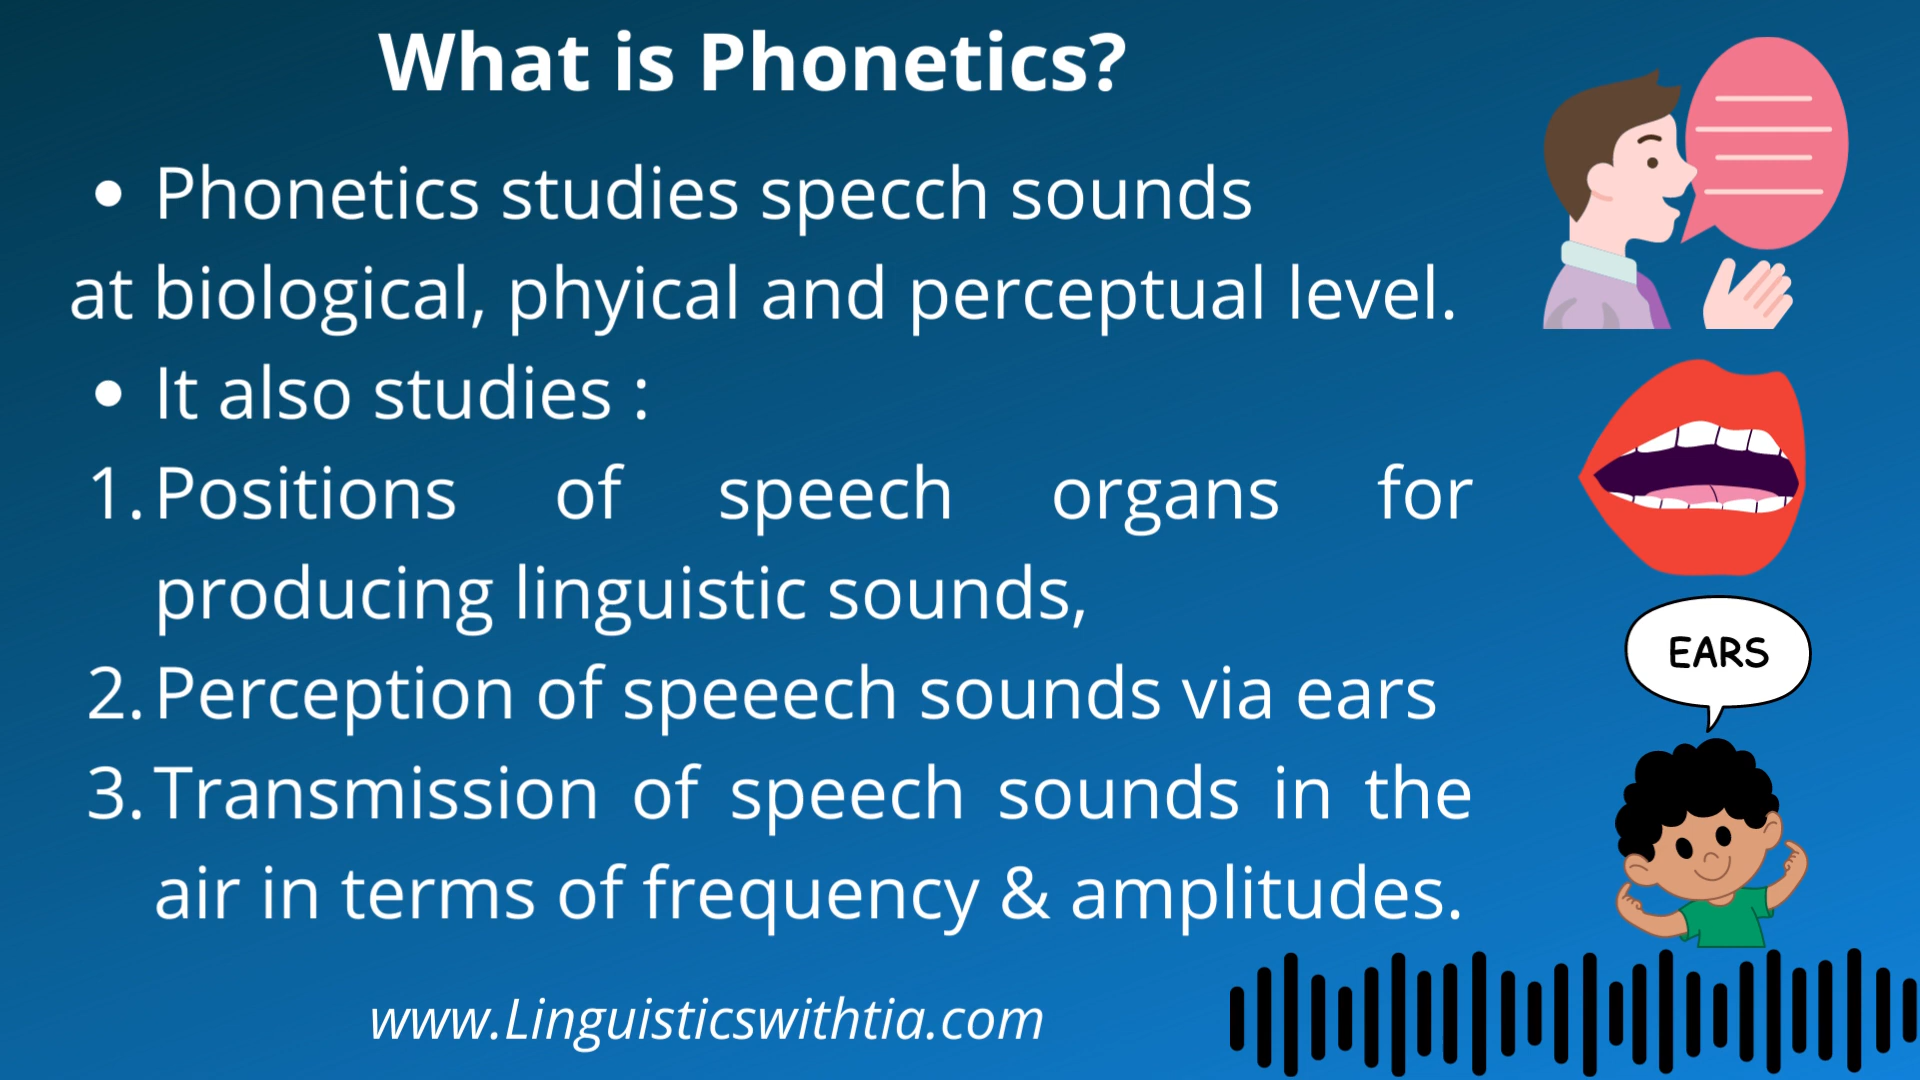 What is Phonetics?
• Phonetics studies specch sounds
at biological, phyical and perceptual level.
• It also studies :
1. Positions of speech organs for
producing linguistic sounds,
2. Perception of speeech sounds via ears
3. Transmission of speech sounds in the
air in terms of frequency & amplitudes.
EARS
www.Linguisticswithtia.com